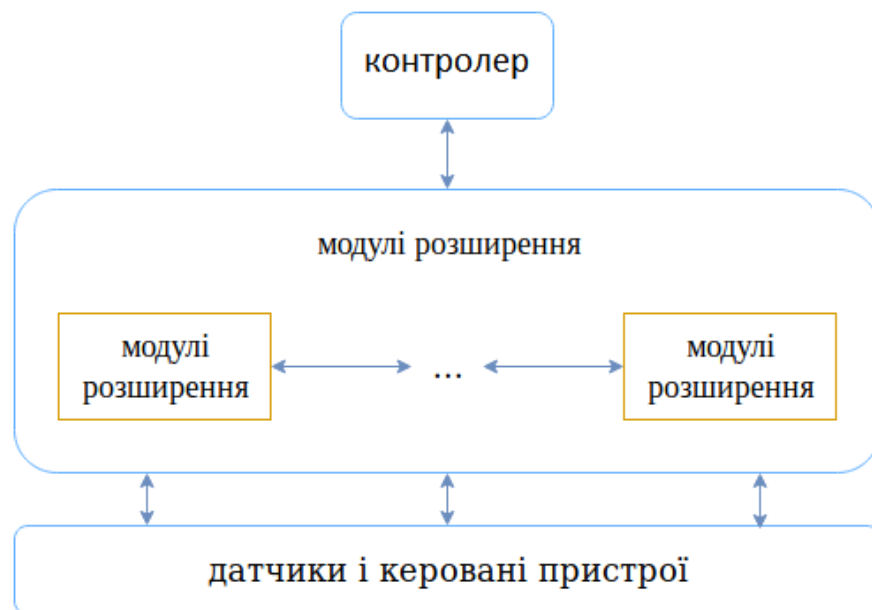 контролер
модулі розширення
модулі
розширення
...
модулі
розширення
датчики і керовані пристрої